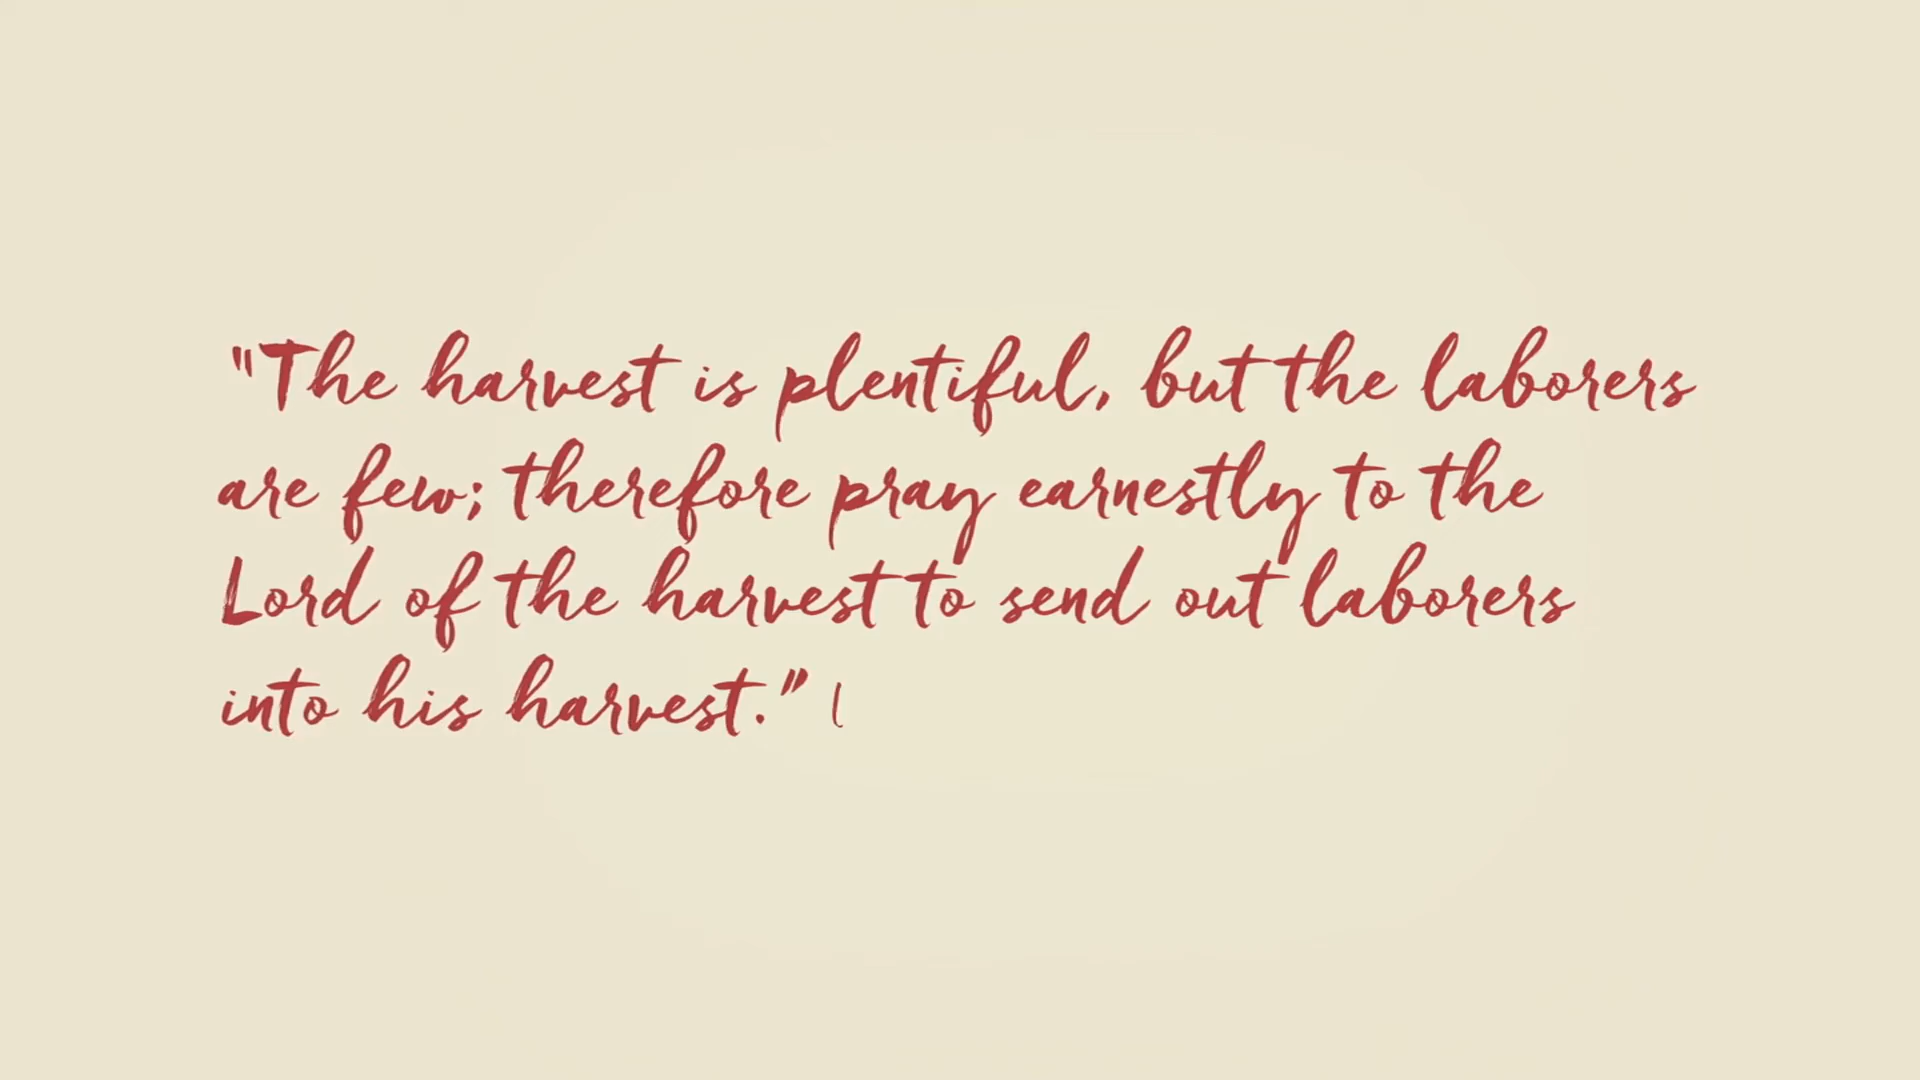 "The harvest is plentiful, but the laborers
are few; therefore pray earnestly to the
Lord of the harvest to send out laborers
into his harvest." (